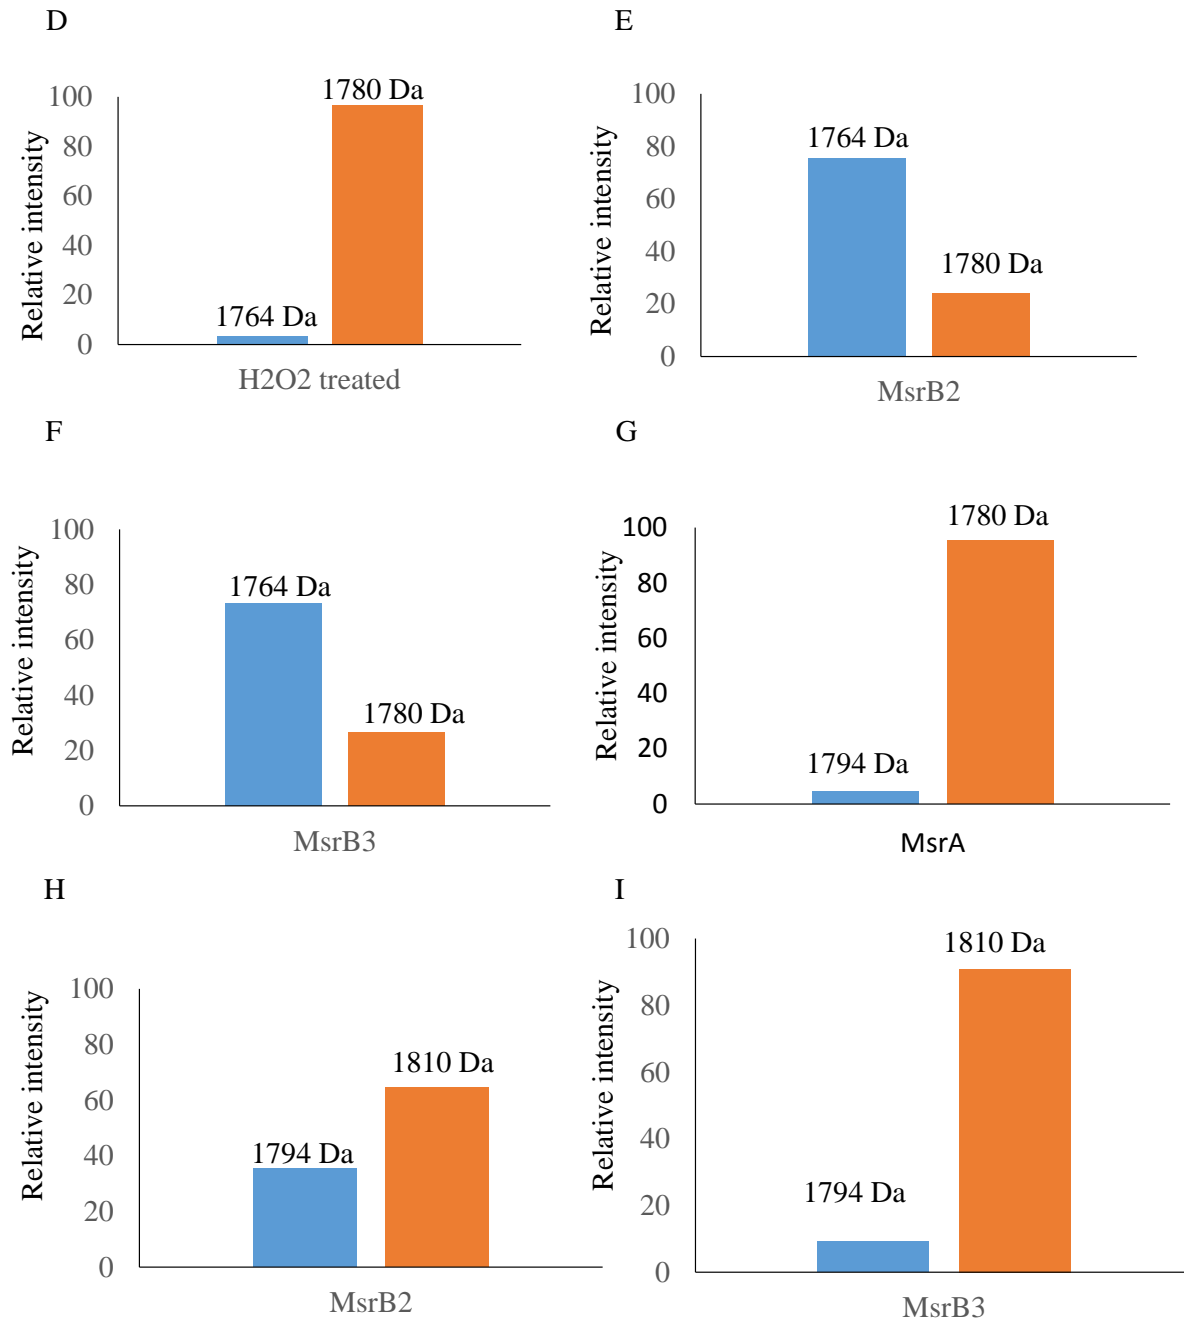 D
Relative intensity
100
80
60
40
20
0
1780 Da
1764 Da
H2O2 treated
E
Relative intensity
100
80
60
40
20
0
1764 Da
1780 Da
MsrB2
F
Relative intensity
100
80
60
40
20
0
1764 Da
1780 Da
MsrB3
G
Relative intensity
100
80
60
40
20
0
1780 Da
1794 Da
MsrA
H
Relative intensity
100
80
60
40
20
0
1810 Da
1794 Da
MsrB2
I
Relative intensity
100
80
60
40
20
0
1810 Da
1794 Da
MsrB3